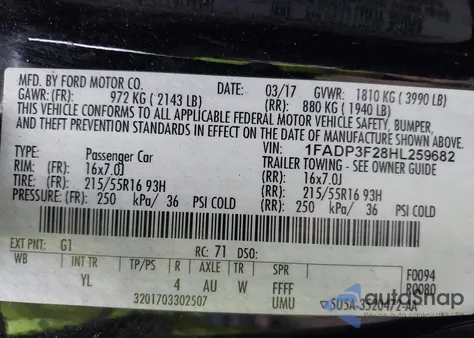 MFD. BY FORD MOTOR CO. DATE: 03/17 GVWR: 1810 KG ( 3990 LB)
GAWR: (FR): 972 KG ( 2143 LB) (RR): 880 KG ( 1940 LB)
THIS VEHICLE CONFORMS TO ALL APPLICABLE FEDERAL MOTOR VEHICLE SAFETY, BUMPER,
AND THEFT PREVENTION STANDARDS IN EFFECT ON THE DATE OF MANUFACTURE SHOWN ABOVE.
VIN: 1FADP3F28HL259682
TYPE: Passenger Car TRAILER TOWING - SEE OWNER GUIDE
RIM: (FR): 16x7.0J (RR): 16x7.0J
TIRE: (FR): 215/55R16 93H (RR): 215/55R16 93H
PRESSURE: (FR): 250 kPa/ 36 PSI COLD (RR): 250 kPa/ 36 PSI COLD
EXT PNT: G1 RC: 71 DSO:
WB INT TR TP/PS R AXLE TR SPR F0094
YL 4 AU W FFFF R0080
3201703302507 UMU
AutoSnap